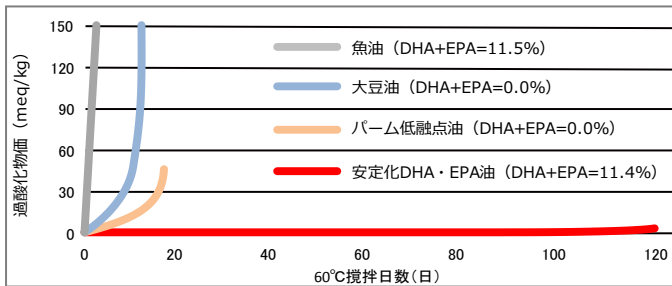 150
120
90
60
30
0
過酸化物価（meq/kg）
魚油（DHA+EPA=11.5%）
大豆油（DHA+EPA=0.0%）
パーム低融点油（DHA+EPA=0.0%）
安定化DHA・EPA油（DHA+EPA=11.4%）
0 20 40 60 80 100 120
60℃撹拌日数（日）